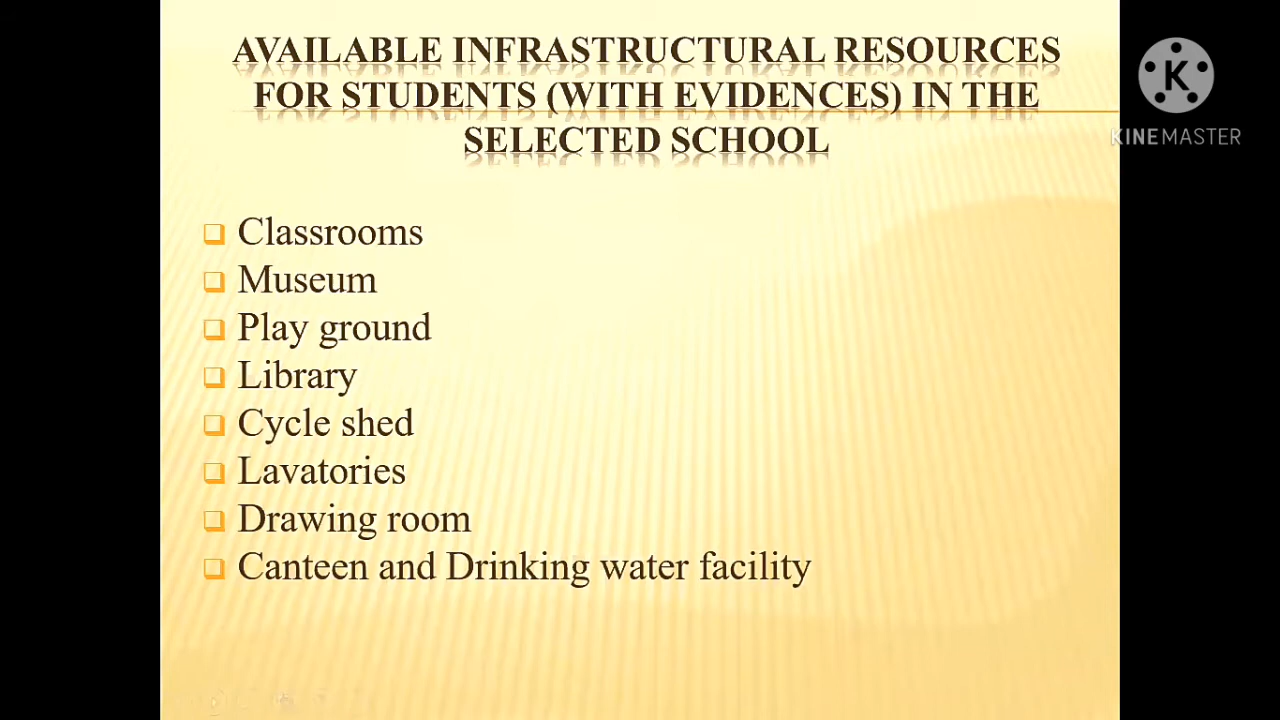 AVAILABLE INFRASTRUCTURAL RESOURCES
FOR STUDENTS (WITH EVIDENCES) IN THE
SELECTED SCHOOL
K
KINEMASTER
Classrooms
Museum
Play ground
Library
Cycle shed
Lavatories
Drawing room
Canteen and Drinking water facility